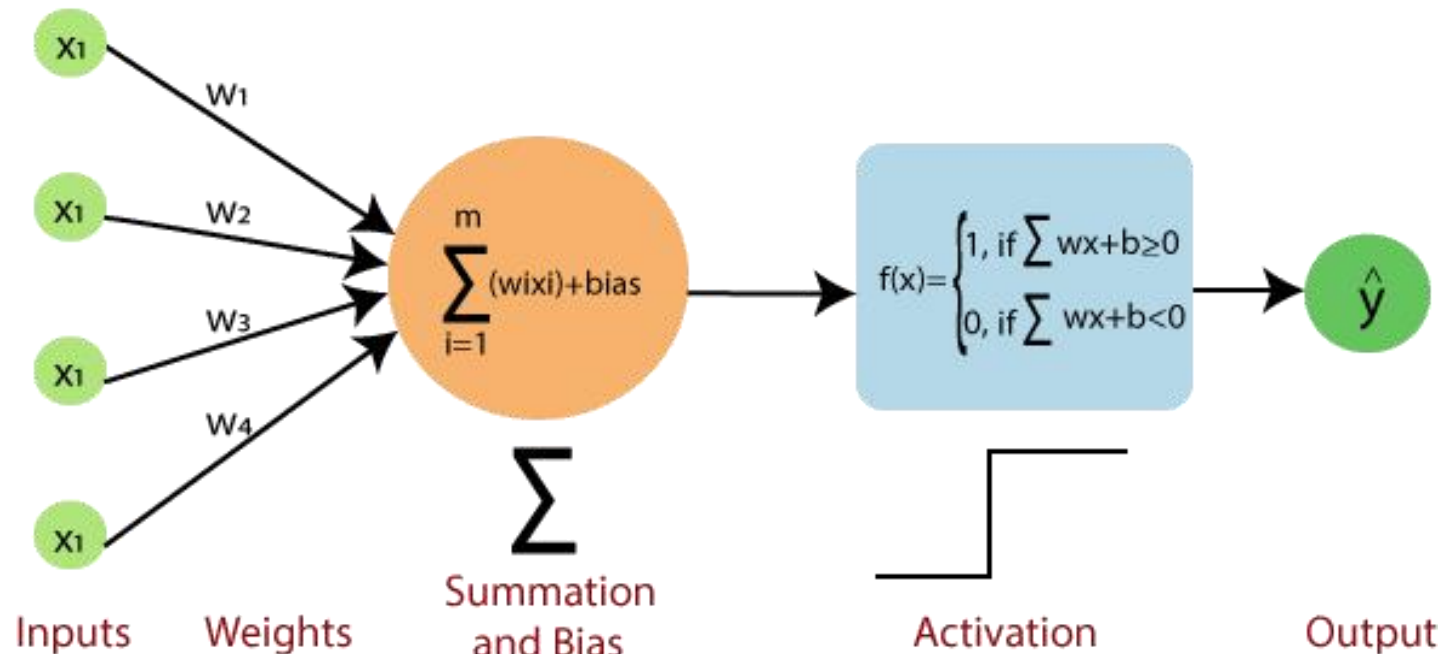 x1
w1
x1
w2
x1
w3
x1
w4
m
∑(wixi)+bias
i=1
f(x)={1, if ∑ wx+b≥0
0, if ∑ wx+b<0
ŷ
∑
Inputs
Weights
Summation
and Bias
Activation
Output